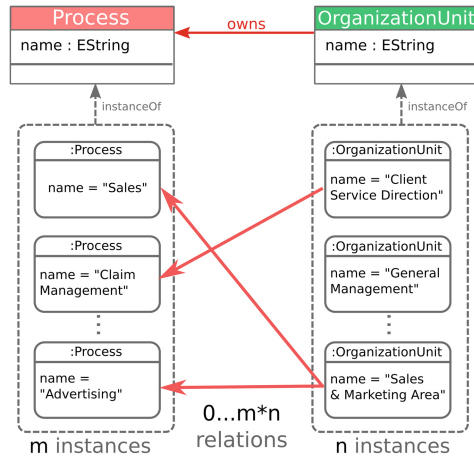 Process
name : EString
owns
OrganizationUnit
name : EString
instanceOf
instanceOf
:Process
name = "Sales"
:Process
name = "Claim
Management"
:Process
name =
"Advertising"
:OrganizationUnit
name = "Client
Service Direction"
:OrganizationUnit
name = "General
Management"
:OrganizationUnit
name = "Sales
& Marketing Area"
0...m*n
relations
m instances
n instances